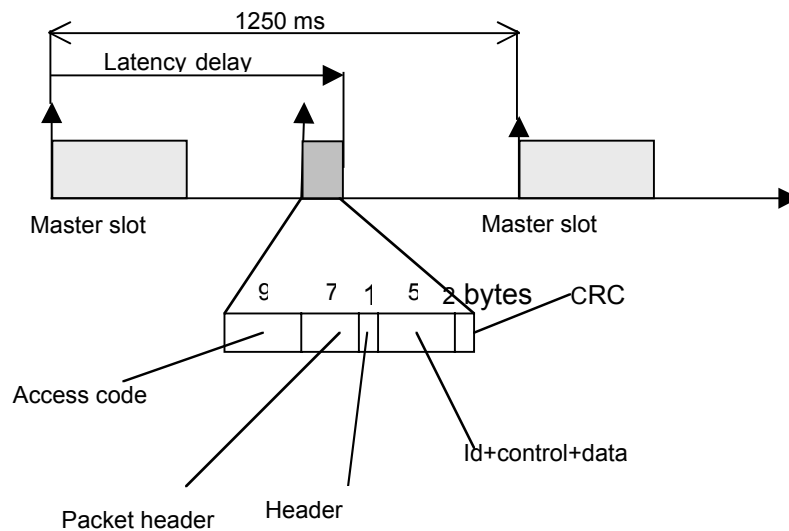 1250 ms
Latency delay
Master slot
Master slot
9 7 1 5 2 bytes CRC
Access code
Id+control+data
Header
Packet header